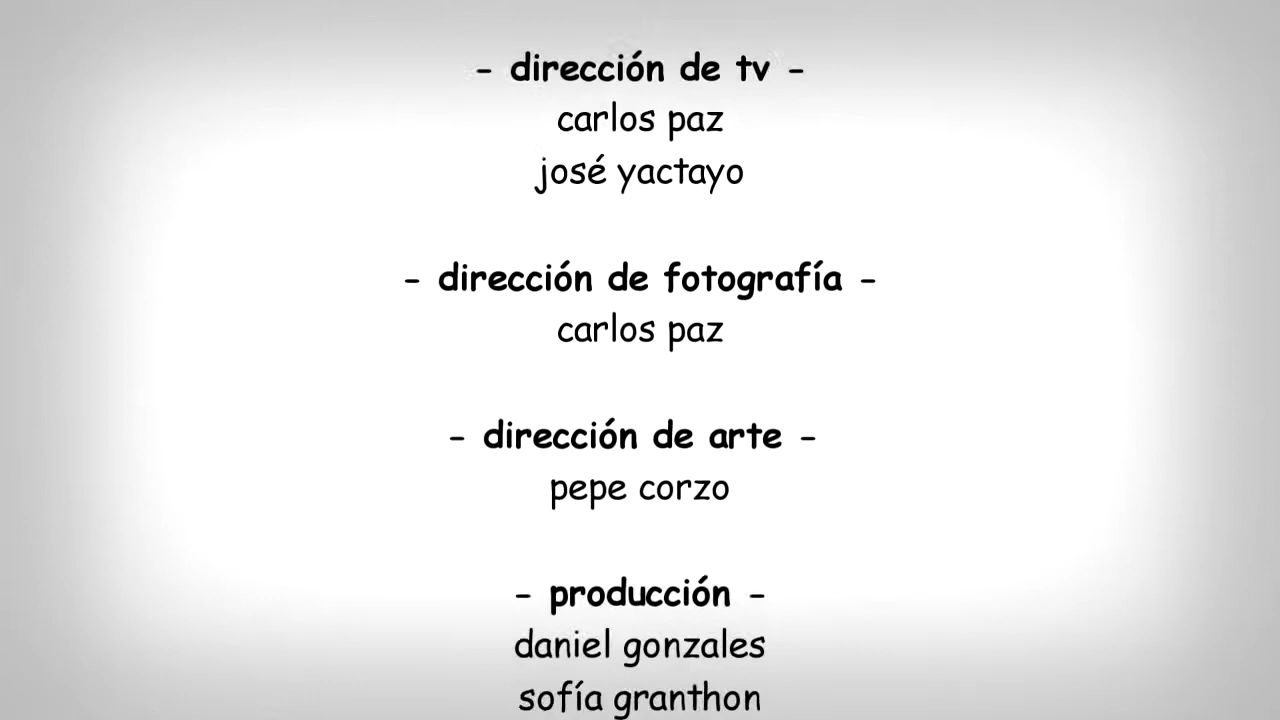 - dirección de tv -
carlos paz
josé yactayo
- dirección de fotografía -
carlos paz
- dirección de arte -
pepe corzo
- producción -
daniel gonzales
sofía granthon